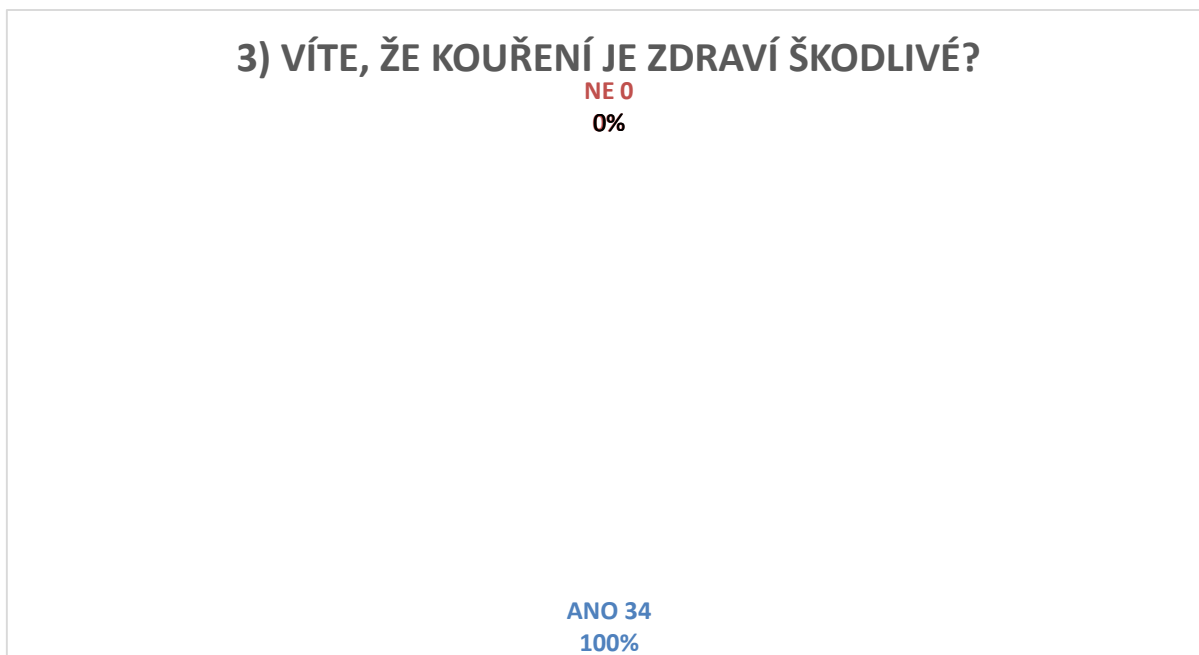 3) VÍTE, ŽE KOUŘENÍ JE ZDRAVÍ ŠKODLIVÉ?
NE 0
0%
ANO 34
100%